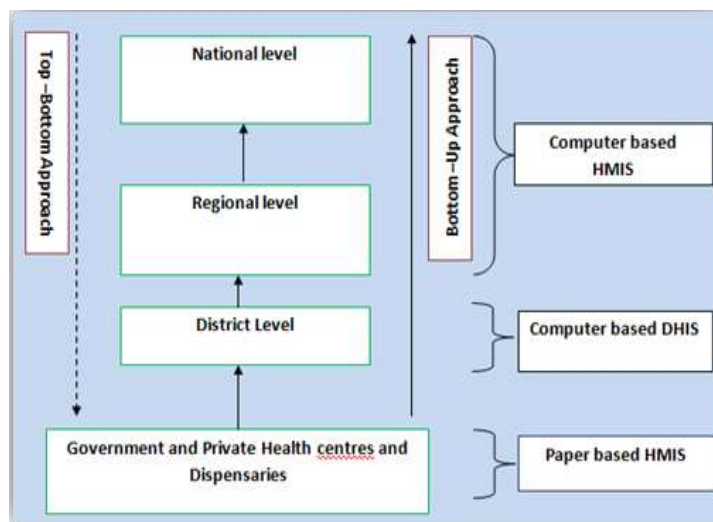 Top –Bottom Approach
National level
Regional level
District Level
Government and Private Health centres and
Dispensaries
Bottom –Up Approach
Computer based
HMIS
Computer based DHIS
Paper based HMIS